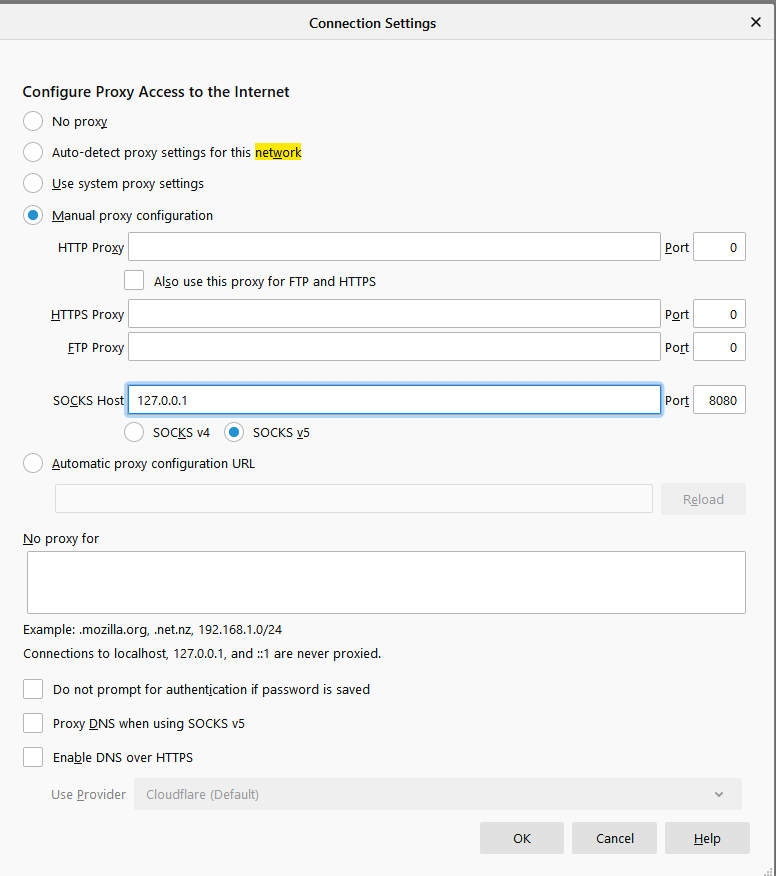 Connection Settings
Configure Proxy Access to the Internet
No proxy
Auto-detect proxy settings for this network
Use system proxy settings
Manual proxy configuration
HTTP Proxy Port 0
Also use this proxy for FTP and HTTPS
HTTPS Proxy Port 0
FTP Proxy Port 0
SOCKS Host 127.0.0.1 Port 8080
SOCKS v4 SOCKS v5
Automatic proxy configuration URL
Reload
No proxy for
Example: .mozilla.org, .net.nz, 192.168.1.0/24
Connections to localhost, 127.0.0.1, and ::1 are never proxied.
Do not prompt for authentication if password is saved
Proxy DNS when using SOCKS v5
Enable DNS over HTTPS
Use Provider Cloudflare (Default)
OK Cancel Help